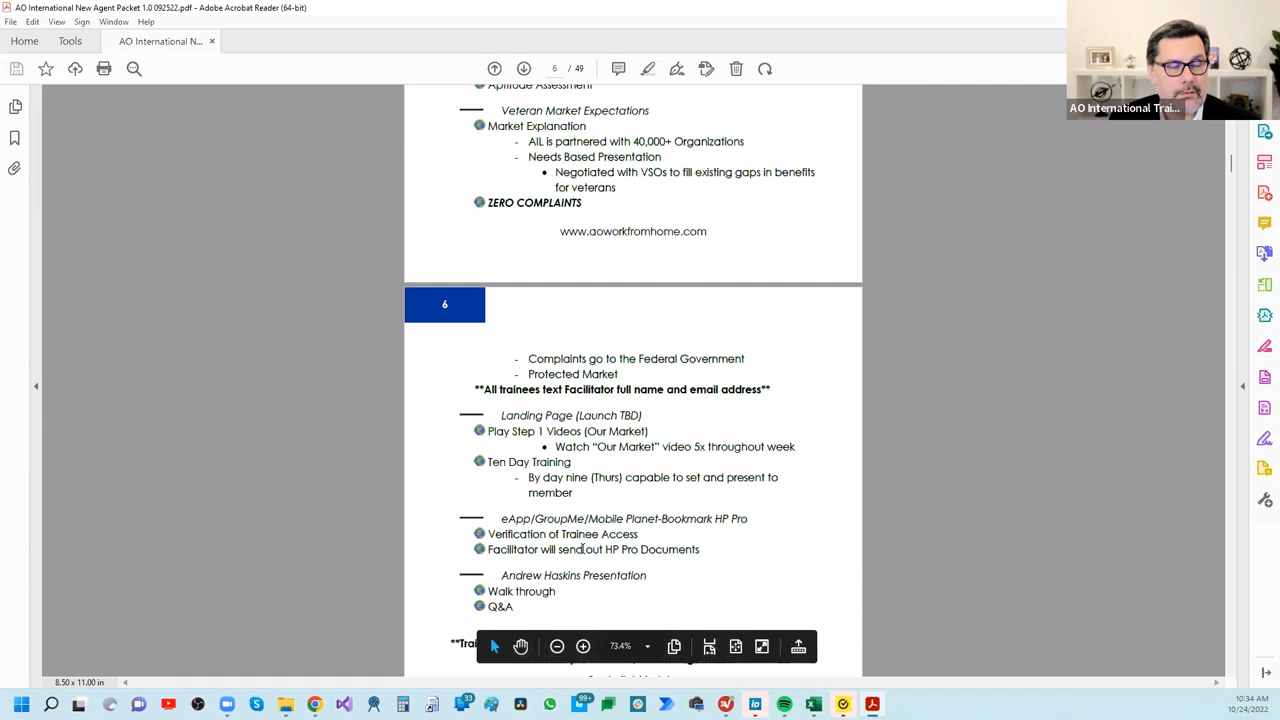 AO International New Agent Packet 1.0 092522.pdf - Adobe Acrobat Reader (64-bit)
File Edit View Sign Window Help
Home Tools AO International N... ×
6 / 49
AO International Trai...
Aptitude Assessment
Veteran Market Expectations
Market Explanation
- AIL is partnered with 40,000+ Organizations
- Needs Based Presentation
• Negotiated with VSOs to fill existing gaps in benefits
for veterans
ZERO COMPLAINTS
www.aoworkfromhome.com
6
- Complaints go to the Federal Government
- Protected Market
**All trainees text Facilitator full name and email address**
Landing Page (Launch TBD)
Play Step 1 Videos (Our Market)
• Watch “Our Market” video 5x throughout week
Ten Day Training
- By day nine (Thurs) capable to set and present to
member
eApp/GroupMe/Mobile Planet-Bookmark HP Pro
Verification of Trainee Access
Facilitator will send out HP Pro Documents
Andrew Haskins Presentation
Walk through
Q&A
73.4%
8.50 x 11.00 in
33
99+
10:34 AM
10/24/2022